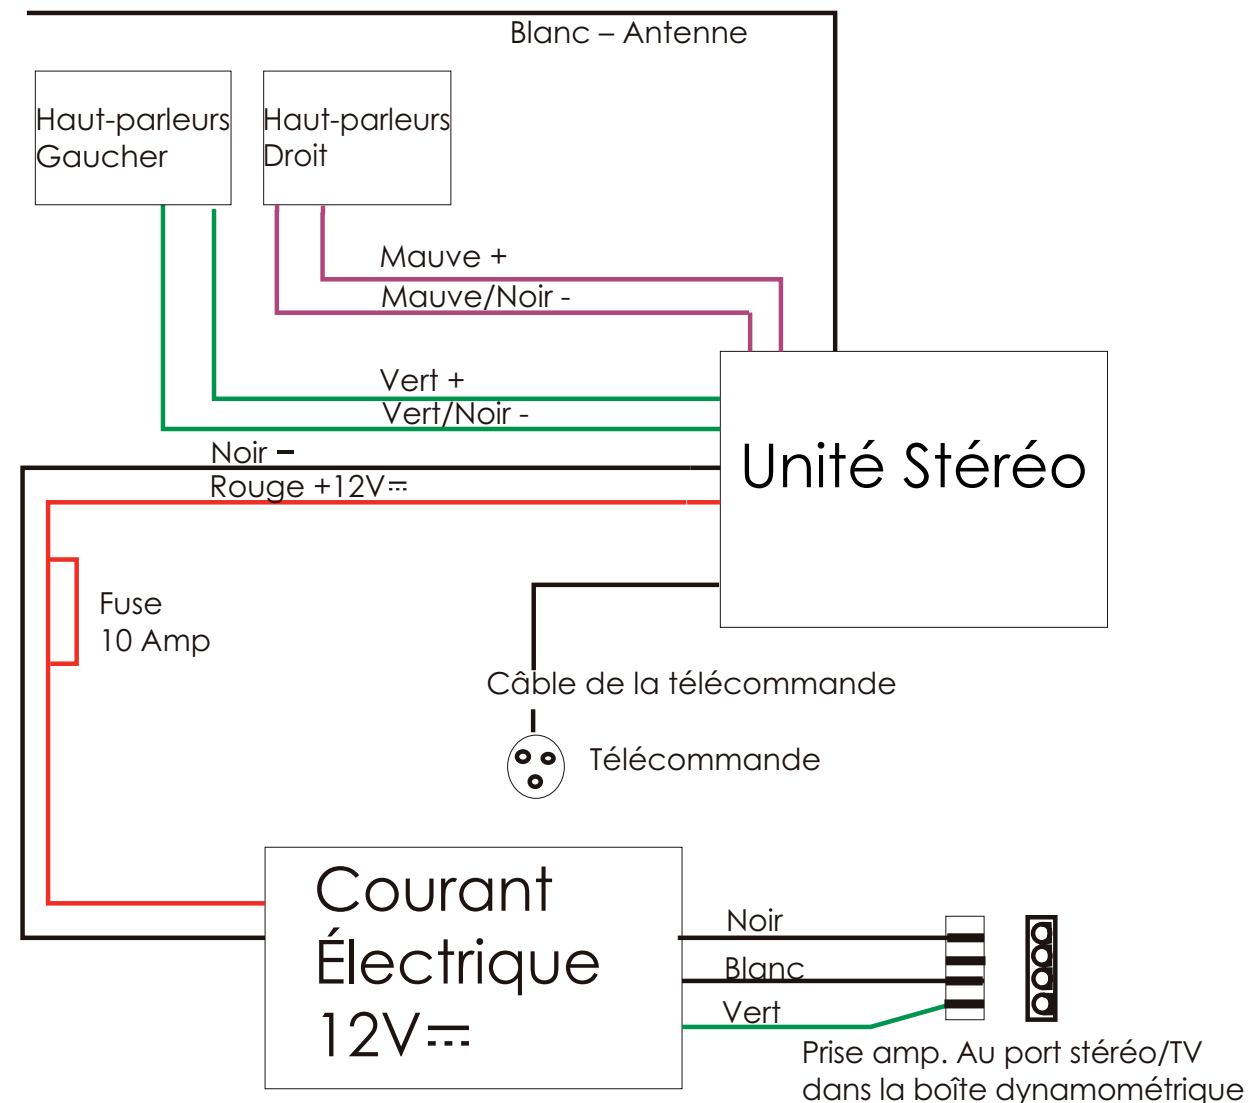 Blanc – Antenne
Haut-parleurs
Gaucher
Haut-parleurs
Droit
Mauve +
Mauve/Noir -
Vert +
Vert/Noir -
Noir –
Rouge +12V⎓
Unité Stéréo
Fuse
10 Amp
Câble de la télécommande
Télécommande
Courant
Électrique
12V⎓
Noir
Blanc
Vert
Prise amp. Au port stéréo/TV
dans la boîte dynamométrique